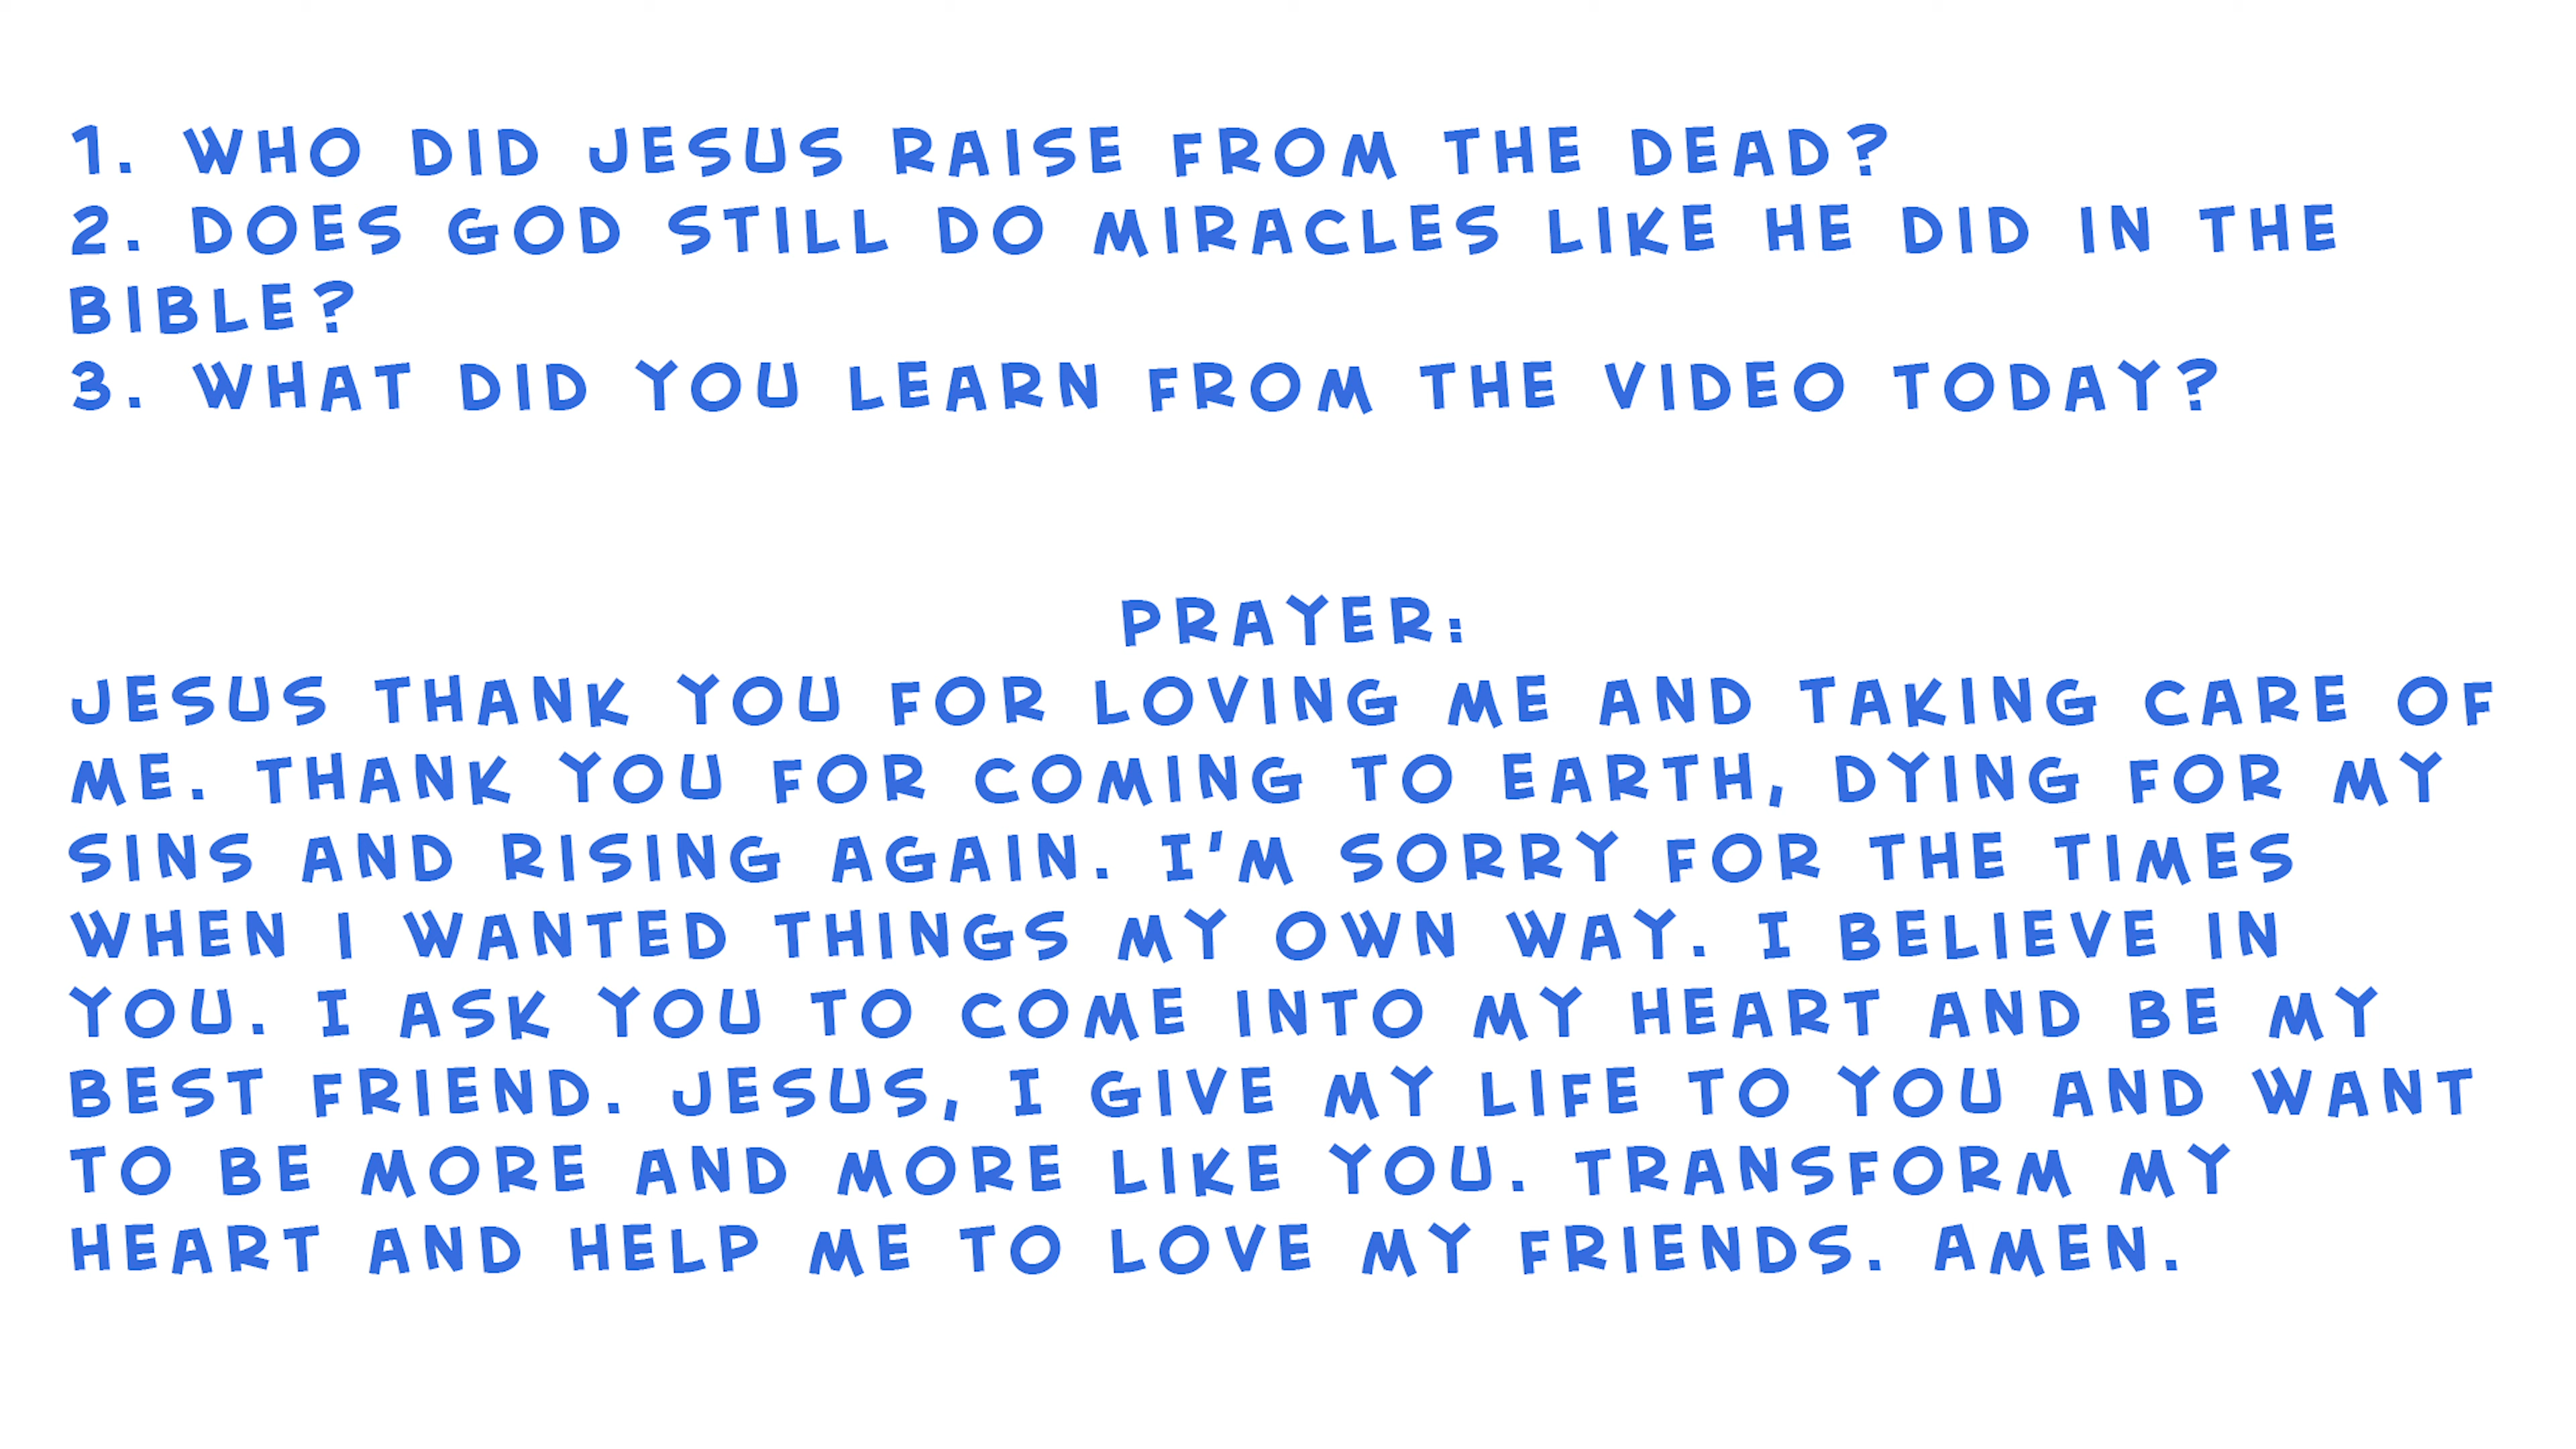 1. WHO DID JESUS RAISE FROM THE DEAD?
2. DOES GOD STILL DO MIRACLES LIKE HE DID IN THE
BIBLE?
3. WHAT DID YOU LEARN FROM THE VIDEO TODAY?
PRAYER:
JESUS THANK YOU FOR LOVING ME AND TAKING CARE OF
ME. THANK YOU FOR COMING TO EARTH, DYING FOR MY
SINS AND RISING AGAIN. I'M SORRY FOR THE TIMES
WHEN I WANTED THINGS MY OWN WAY. I BELIEVE IN
YOU. I ASK YOU TO COME INTO MY HEART AND BE MY
BEST FRIEND. JESUS, I GIVE MY LIFE TO YOU AND WANT
TO BE MORE AND MORE LIKE YOU. TRANSFORM MY
HEART AND HELP ME TO LOVE MY FRIENDS. AMEN.